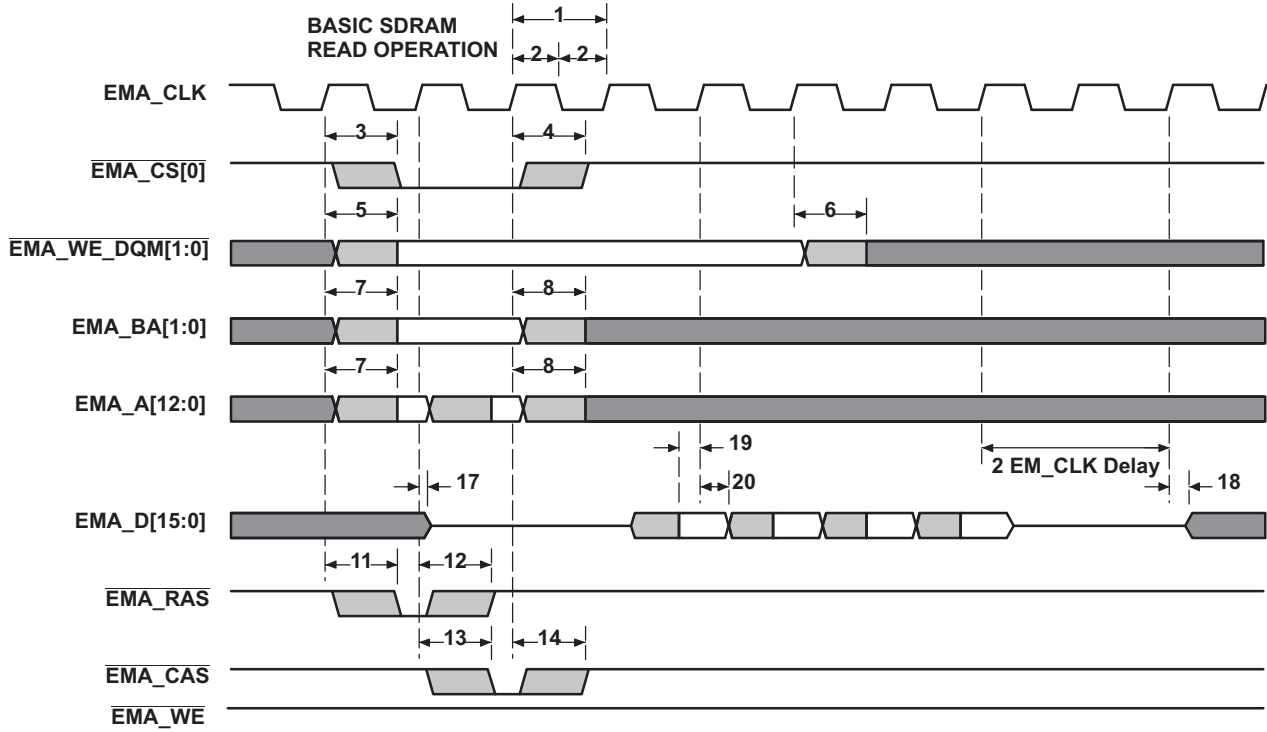 BASIC SDRAM
READ OPERATION
1
2 2
EMA_CLK
3 4
EMA_CS[0]
5 6
EMA_WE_DQM[1:0]
7 8
EMA_BA[1:0]
7 8
EMA_A[12:0]
19
2 EM_CLK Delay
17 20 18
EMA_D[15:0]
11 12
EMA_RAS
13 14
EMA_CAS
EMA_WE